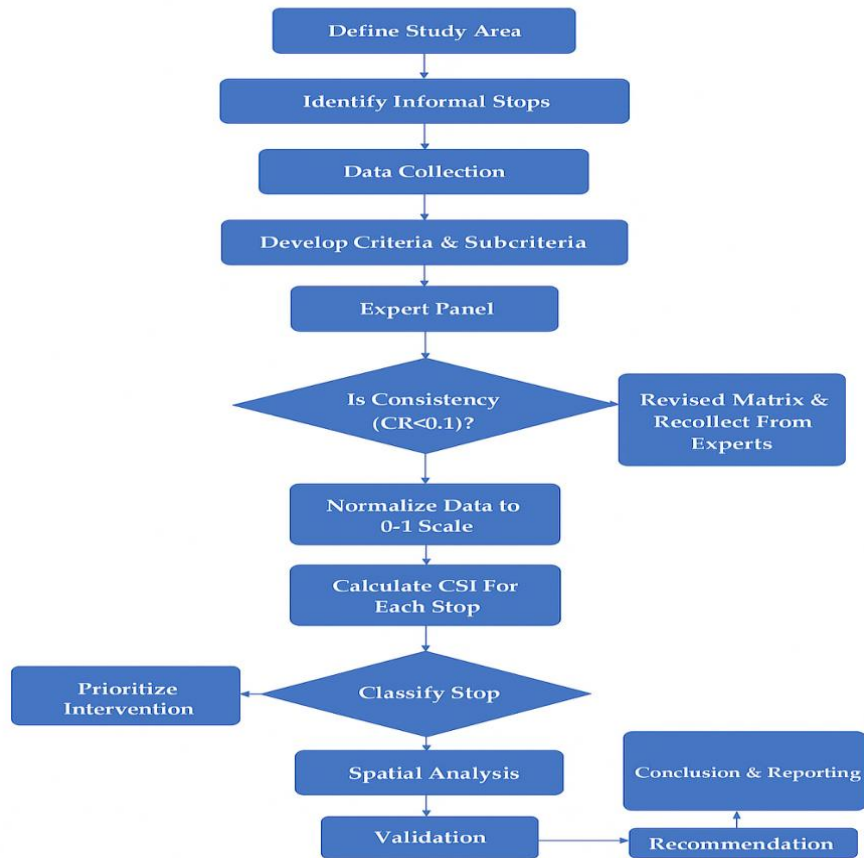 Define Study Area
Identify Informal Stops
Data Collection
Develop Criteria & Subcriteria
Expert Panel
Is Consistency
(CR<0.1)?
Revised Matrix &
Recollect From
Experts
Normalize Data to
0-1 Scale
Calculate CSI For
Each Stop
Classify Stop
Prioritize
Intervention
Spatial Analysis
Validation
Recommendation
Conclusion & Reporting